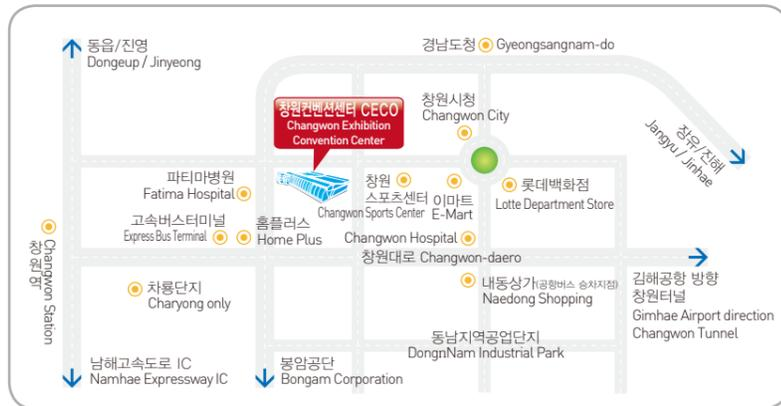 동읍/진영
Dongeup / Jinyeong
경남도청
Gyeongsangnam-do
창원컨벤션센터 CECO
Changwon Exhibition
Convention Center
창원시청
Changwon City
장유/진해
Jangyu / Jinhae
파티마병원
Fatima Hospital
창원
스포츠센터
Changwon Sports Center
이마트
E-Mart
롯데백화점
Lotte Department Store
고속버스터미널
Express Bus Terminal
홈플러스
Home Plus
Changwon Hospital
창원대로 Changwon-daero
창원역
Changwon Station
차룡단지
Charyong only
내동상가(공항버스 승차지점)
Naedong Shopping
김해공항 방향
창원터널
Gimhae Airport direction
Changwon Tunnel
동남지역공업단지
DongnNam Industrial Park
남해고속도로 IC
Namhae Expressway IC
봉암공단
Bongam Corporation